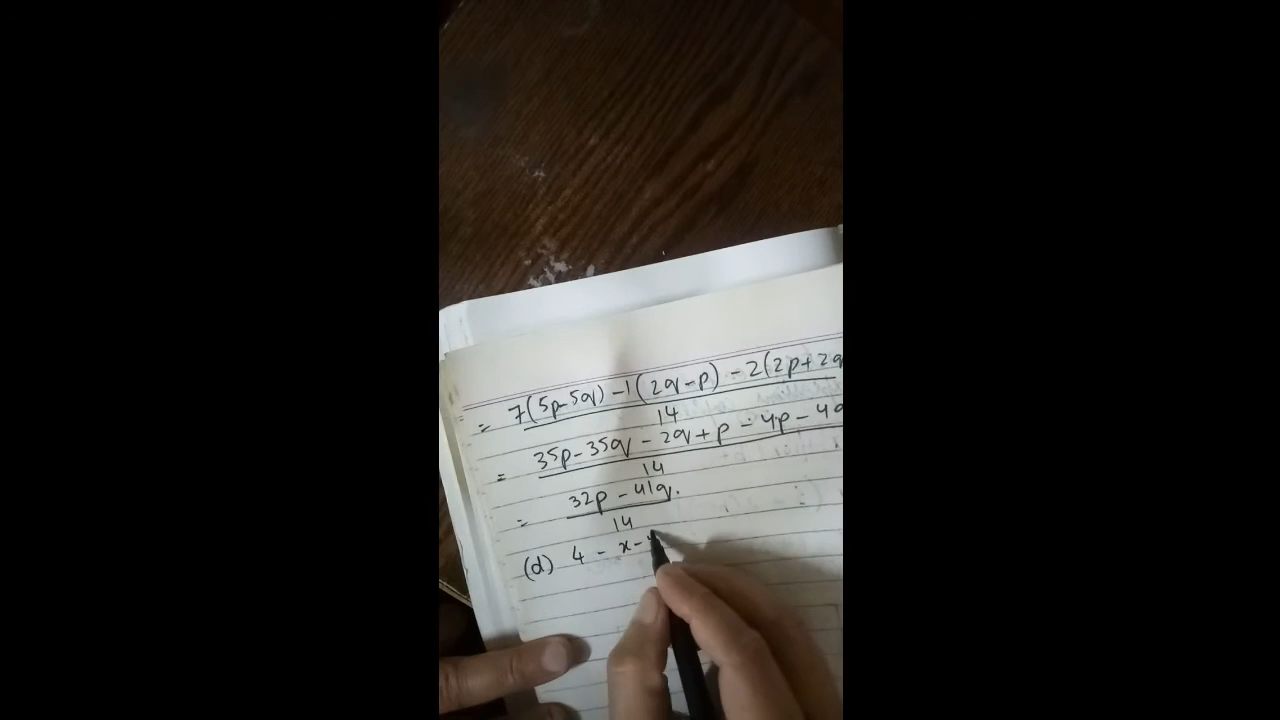 = 7(5p-5q) - 1(2q-p) - 2(2p+2q
14
= 35p - 35q - 2q + p - 4p - 4q
14
= 32p - 41q.
14
(d) 4 - x -